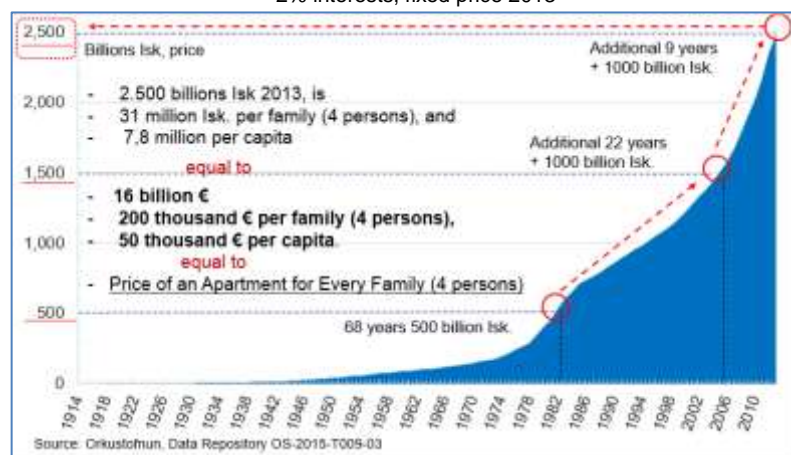 2% interests, fixed price 2013
2,500
Billions Isk, price
Additional 9 years
+ 1000 billion Isk.
- 2.500 billions Isk 2013, is
2,000
- 31 million Isk. per family (4 persons), and
- 7,8 million per capita
Additional 22 years
+ 1000 billion Isk.
equal to
1,500
- 16 billion €
- 200 thousand € per family (4 persons),
- 50 thousand € per capita.
1,000
equal to
- Price of an Apartment for Every Family (4 persons)
500
68 years 500 billion Isk.
0
1914 1918 1922 1926 1930 1934 1938 1942 1946 1950 1954 1958 1962 1966 1970 1974 1978 1982 1986 1990 1994 1998 2002 2006 2010
Source: Orkustofnun, Data Repository OS-2015-T009-03